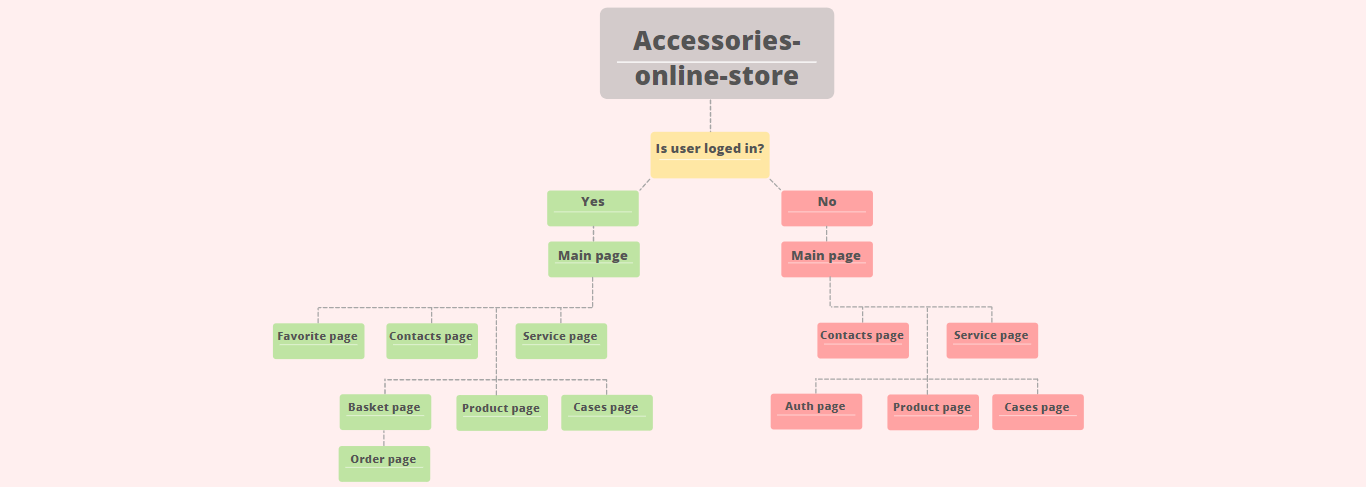 Accessories-
online-store
Is user loged in?
Yes
No
Main page
Main page
Favorite page
Contacts page
Service page
Contacts page
Service page
Basket page
Product page
Cases page
Auth page
Product page
Cases page
Order page